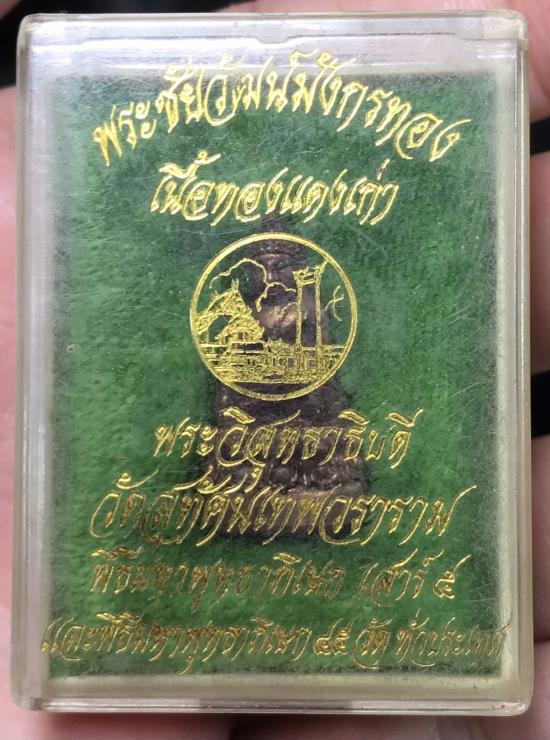 พระชัยวัฒน์มังกรทอง
เนื้อทองแดงเก่า
พระวิสุทธาธิบดี
วัดสุทัศน์เทพวราราม
พิธีมหาพุทธาภิเษก เสาร์ ๕
และพิธีมหาพุทธาภิเษก ๘๕ วัด ทั่วประเทศ